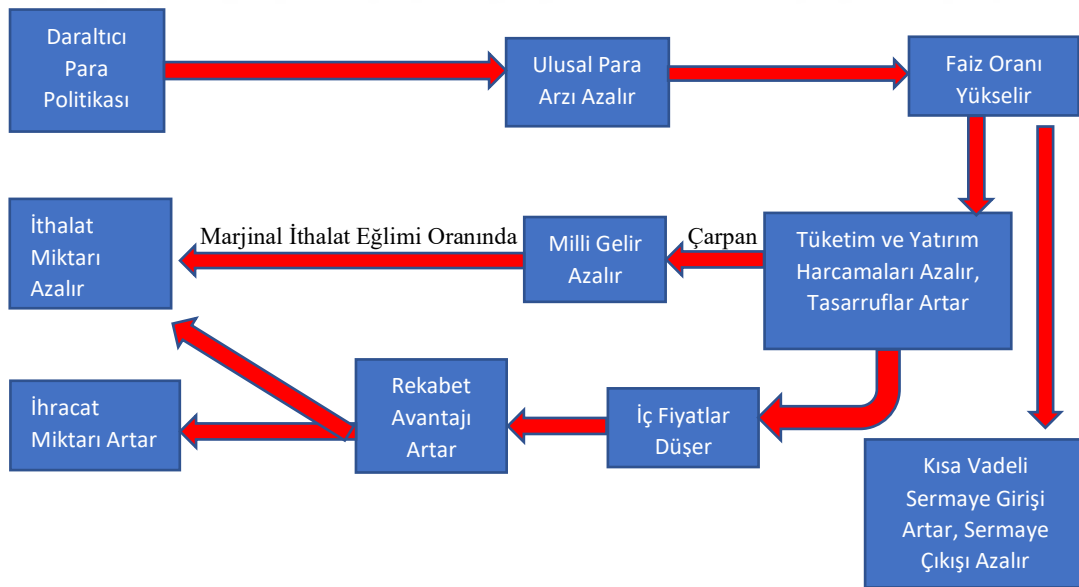 Daraltıcı
Para
Politikası
Ulusal Para
Arzı Azalır
Faiz Oranı
Yükselir
İthalat
Miktarı
Azalır
Marjinal İthalat Eğlimi Oranında
Milli Gelir
Azalır
Çarpan
Tüketim ve Yatırım
Harcamaları Azalır,
Tasarruflar Artar
İhracat
Miktarı Artar
Rekabet
Avantajı
Artar
İç Fiyatlar
Düşer
Kısa Vadeli
Sermaye Girişi
Artar, Sermaye
Çıkışı Azalır